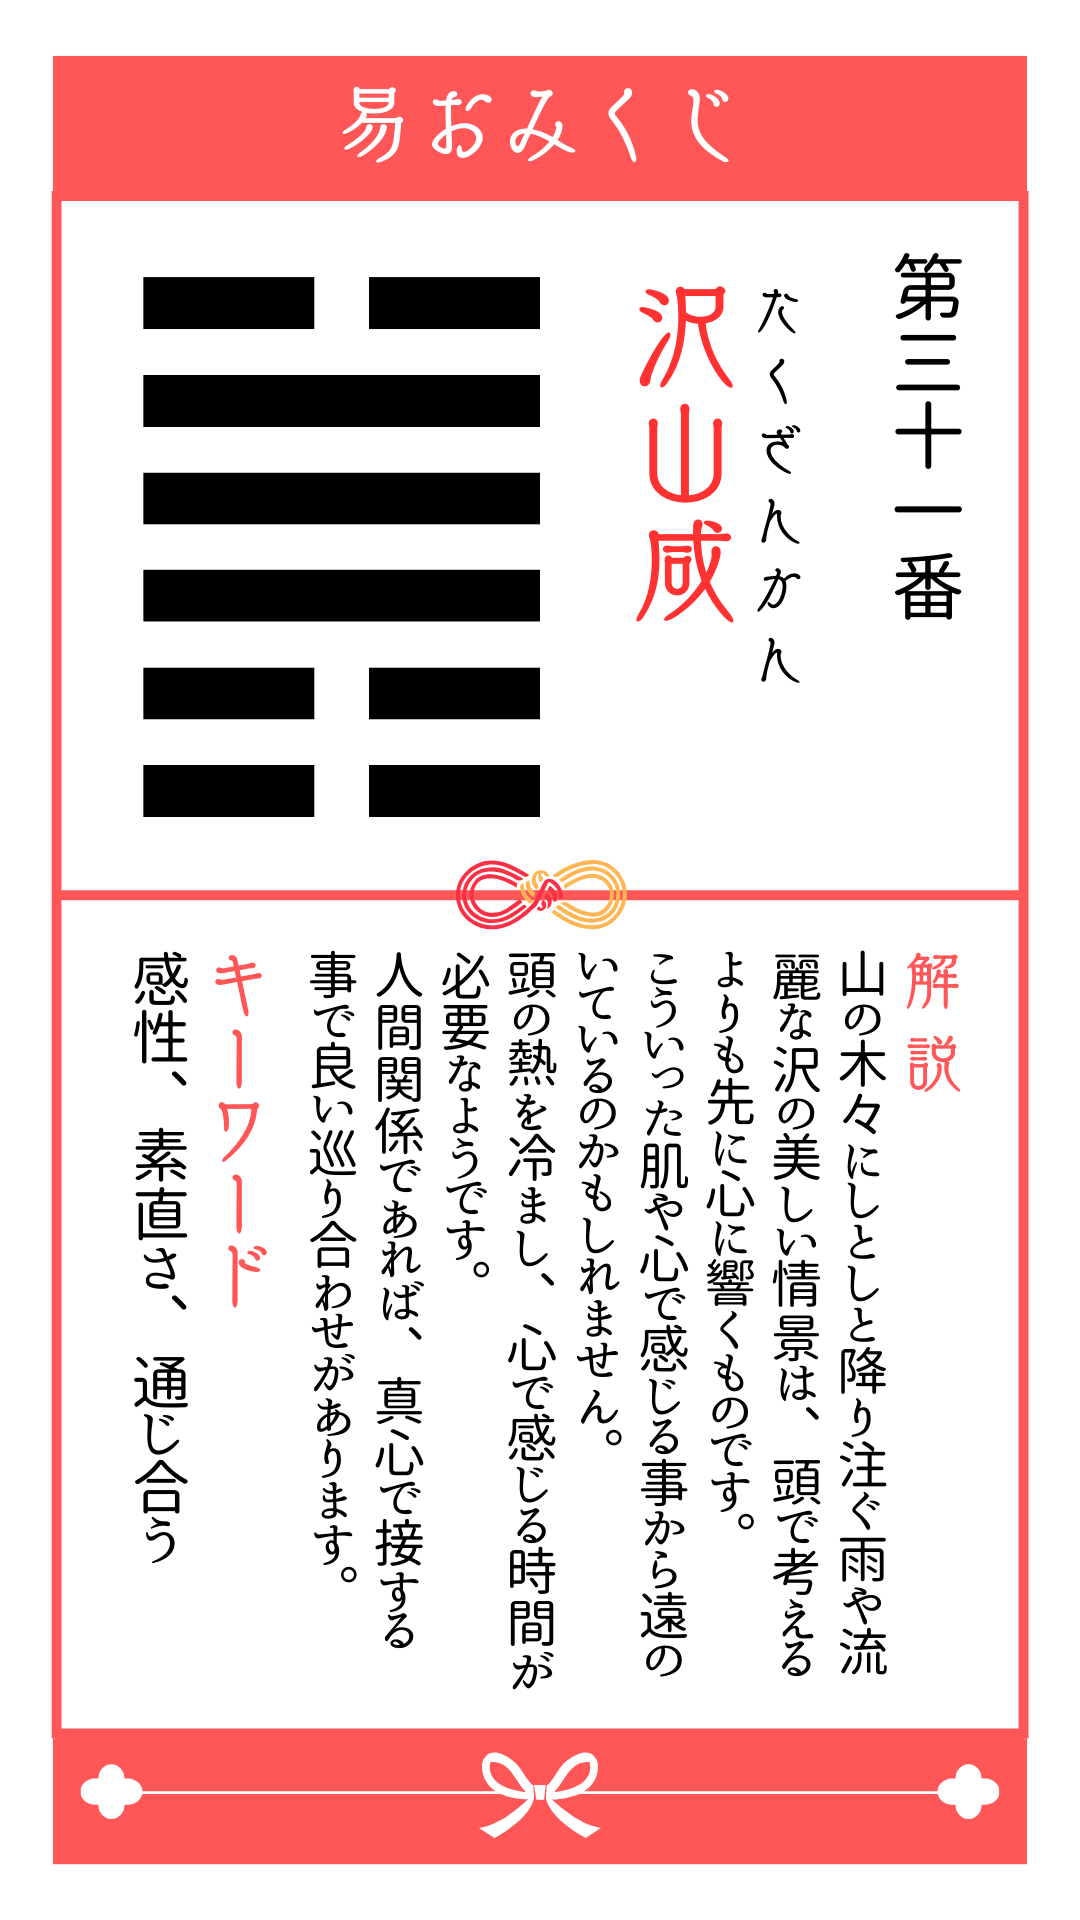 易おみくじ
第三十一番
たくざんかん
沢山咸
解説
山の木々にしとしとと降り注ぐ雨や流
麗な沢の美しい情景は、頭で考える
よりも先に心に響くものです。
こういった肌や心で感じる事から遠の
いているのかもしれません。
頭の熱を冷まし、心で感じる時間が
必要なようです。
人間関係であれば、真心で接する
事で良い巡り合わせがあります。
キーワード
感性、素直さ、通じ合う